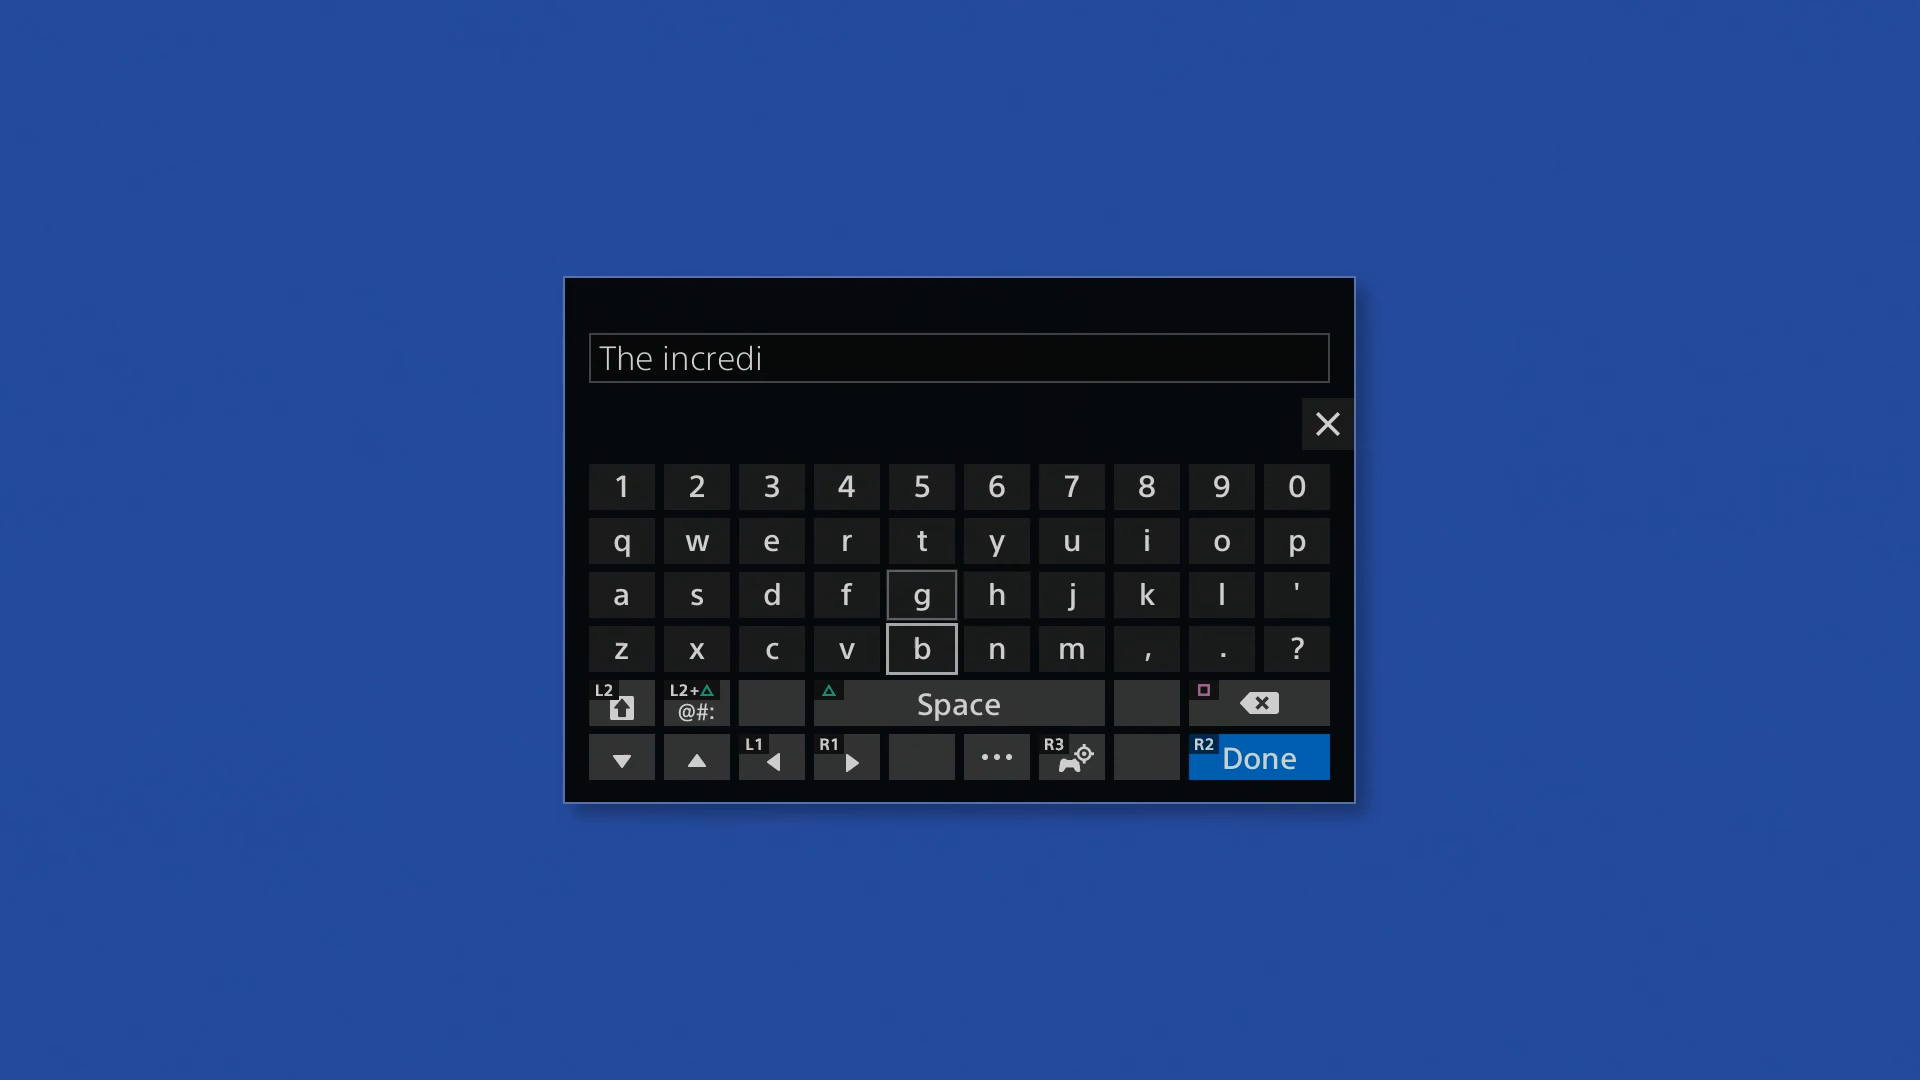 The incredi
1 2 3 4 5 6 7 8 9 0
q w e r t y u i o p
a s d f g h j k l '
z x c v b n m , . ?
L2 L2+△ @#: △ Space
L1 R1 ... R3 R2 Done